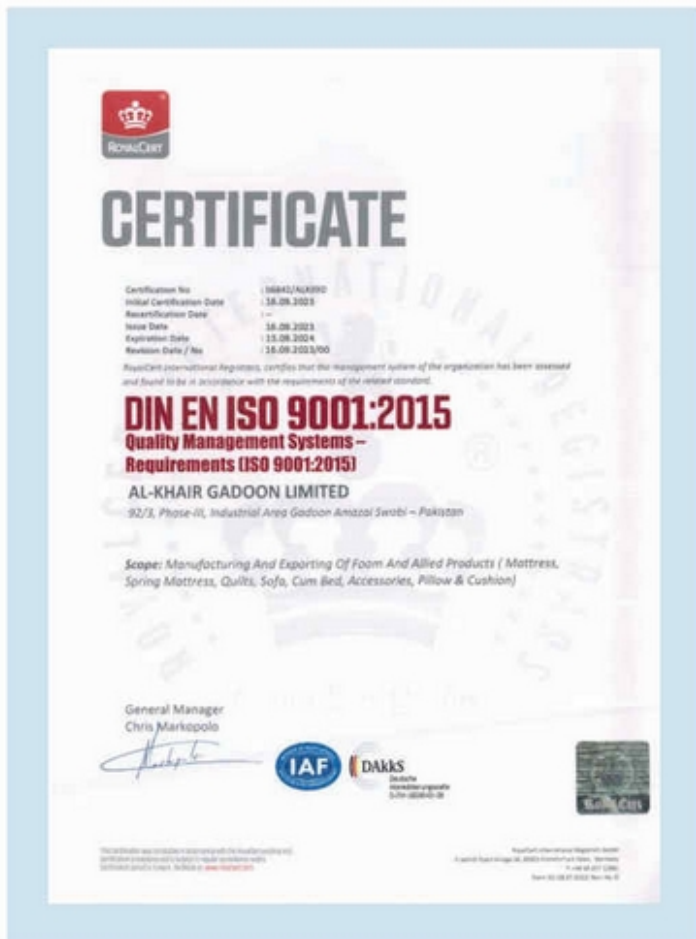 ROYALCERT
CERTIFICATE
Certification No
Initial Certification Date : 16.09.2023
Recertification Date : --
Issue Date : 16.09.2023
Expiration Date : 15.09.2024
Revision Date / No : 16.09.2023/00
RoyalCert International Registrars, certifies that the management system of the organization has been assessed
and found to be in accordance with the requirements of the related standard.
DIN EN ISO 9001:2015
Quality Management Systems –
Requirements (ISO 9001:2015)
AL-KHAIR GADOON LIMITED
92/3, Phase-III, Industrial Area Gadoon Amazai Swabi – Pakistan
Scope: Manufacturing And Exporting Of Foam And Allied Products ( Mattress,
Spring Mattress, Quilts, Sofa, Cum Bed, Accessories, Pillow & Cushion)
General Manager
Chris Markopolo
IAF
DAkkS
Deutsche
Akkreditierungsstelle
RoyalCert